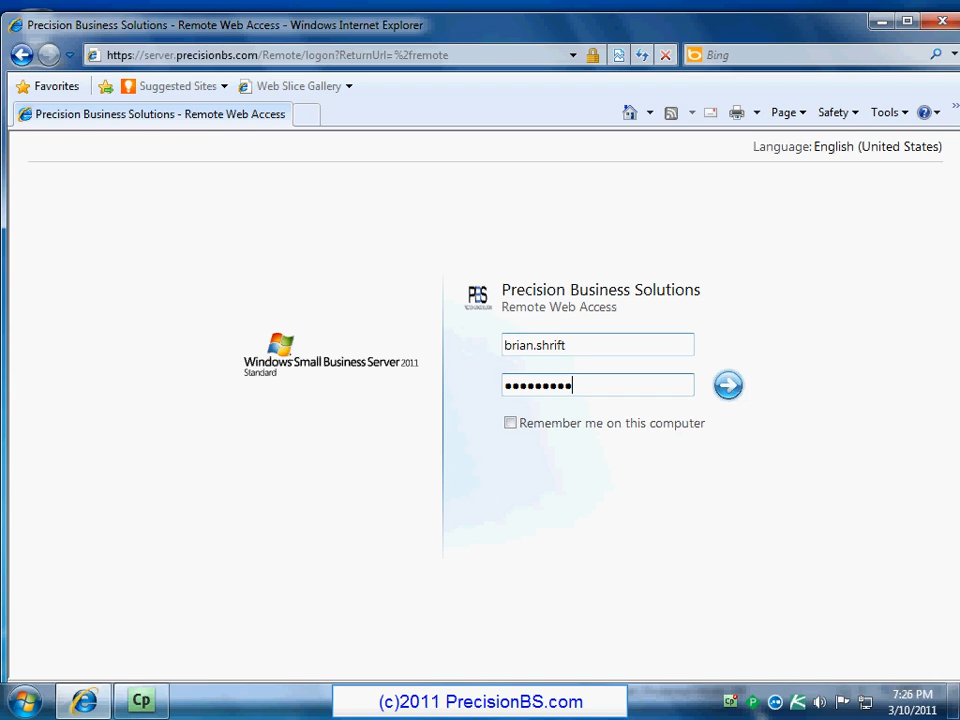 Precision Business Solutions - Remote Web Access - Windows Internet Explorer
https://server.precisionbs.com/Remote/logon?ReturnUrl=%2fremote
Bing
Favorites
Suggested Sites
Web Slice Gallery
Precision Business Solutions - Remote Web Access
Page
Safety
Tools
Language: English (United States)
PBS
Precision Business Solutions
Remote Web Access
brian.shrift
Windows Small Business Server 2011
Standard
Remember me on this computer
Cp
(c)2011 PrecisionBS.com
7:26 PM
3/10/2011